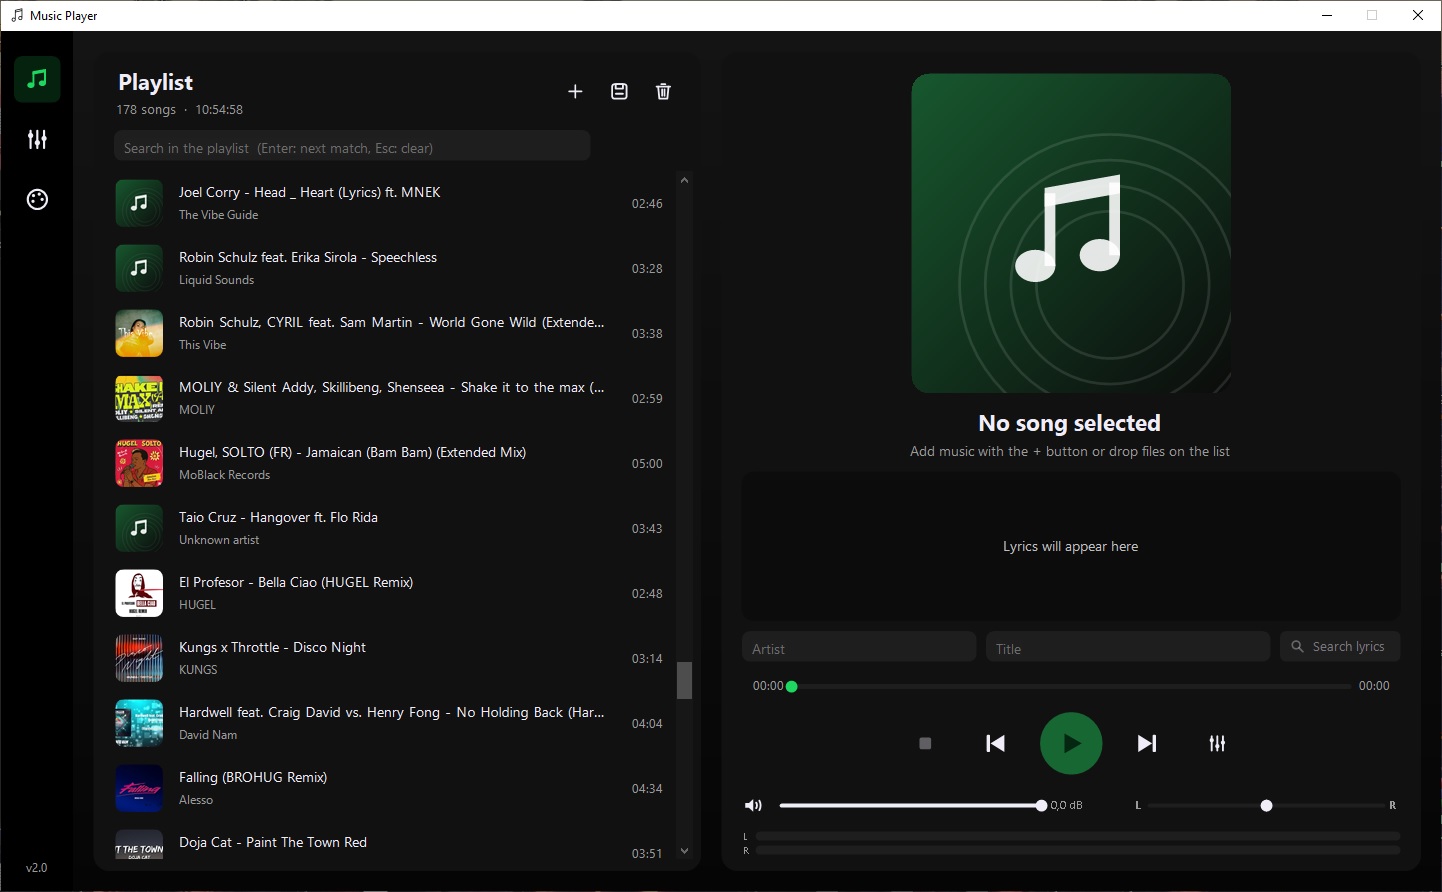 Music Player
Playlist
178 songs · 10:54:58
Search in the playlist (Enter: next match, Esc: clear)
Joel Corry - Head _ Heart (Lyrics) ft. MNEK
The Vibe Guide
02:46
Robin Schulz feat. Erika Sirola - Speechless
Liquid Sounds
03:28
Robin Schulz, CYRIL feat. Sam Martin - World Gone Wild (Extende...
This Vibe
03:38
MOLIY & Silent Addy, Skillibeng, Shenseea - Shake it to the max (...
MOLIY
02:59
Hugel, SOLTO (FR) - Jamaican (Bam Bam) (Extended Mix)
MoBlack Records
05:00
Taio Cruz - Hangover ft. Flo Rida
Unknown artist
03:43
El Profesor - Bella Ciao (HUGEL Remix)
HUGEL
02:48
Kungs x Throttle - Disco Night
KUNGS
03:14
Hardwell feat. Craig David vs. Henry Fong - No Holding Back (Har...
David Nam
04:04
Falling (BROHUG Remix)
Alesso
04:34
Doja Cat - Paint The Town Red
03:51
v2.0
No song selected
Add music with the + button or drop files on the list
Lyrics will appear here
Artist
Title
Search lyrics
00:00
00:00
0,0 dB
L
R
L
R